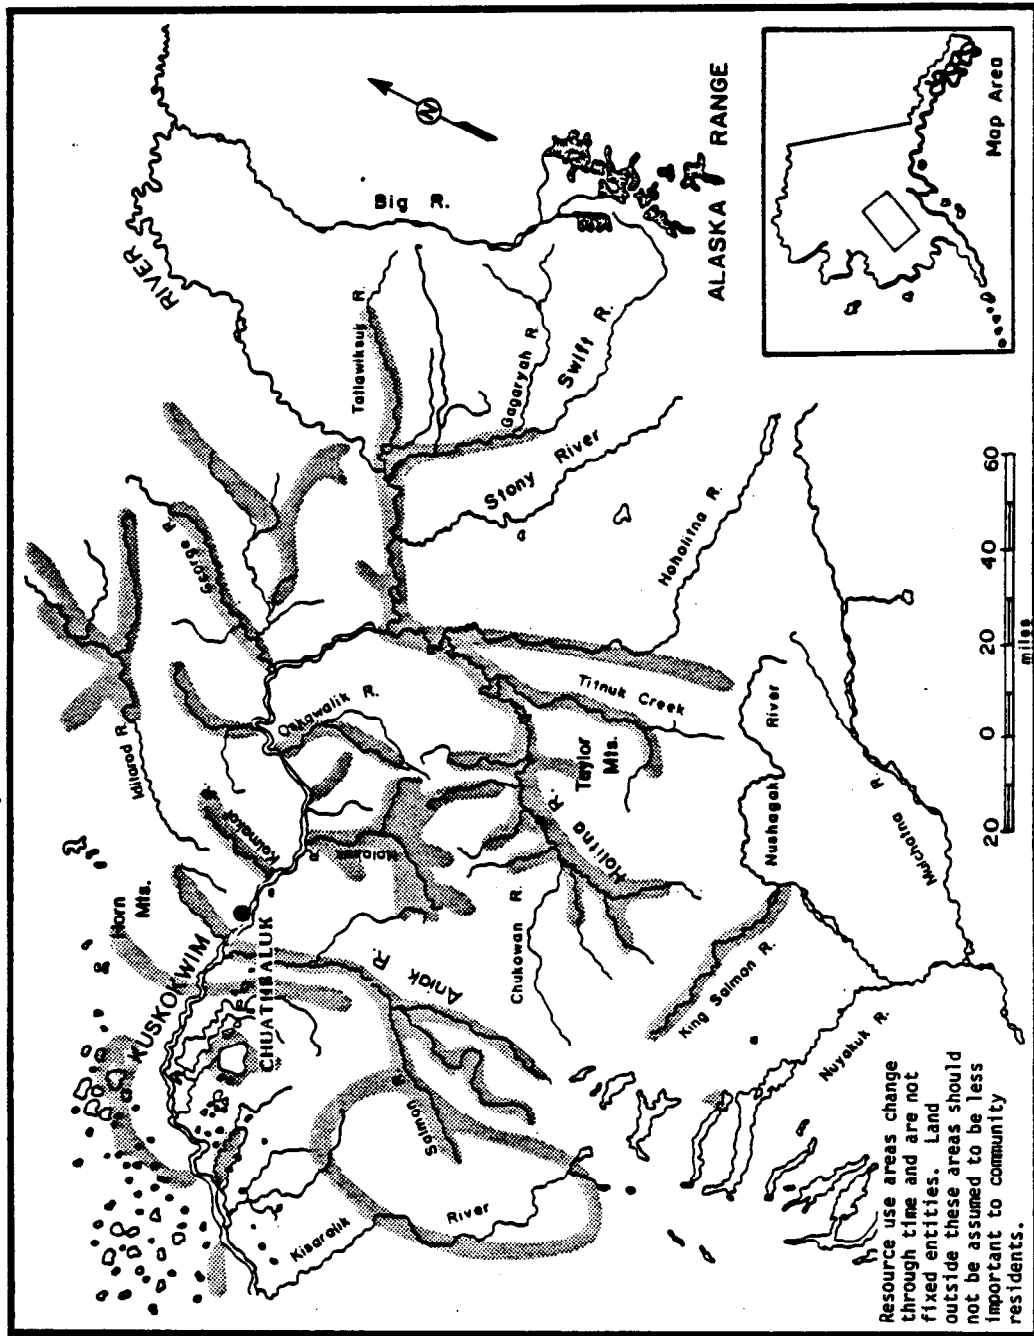 RIVER
Big R.
N
ALASKA RANGE
Map Area
Tatlawiksuk R.
Gagaryah R.
Swift R.
Stony River
George R.
Hoholitna R.
Iditarod R.
Oskawalik R.
Titnuk Creek
Taylor
Mts.
Kolmakof R.
Holokuk R.
Holitna R.
Nushagak River
Mulchatna R.
Horn
Mts.
KUSKOKWIM
CHUATHBALUK
Aniak R.
Chukowan R.
King Salmon R.
Nuyakuk R.
Salmon R.
Kisaralik River
20 0 20 40 60
miles
Resource use areas change
through time and are not
fixed entities. Land
outside these areas should
not be assumed to be less
important to community
residents.